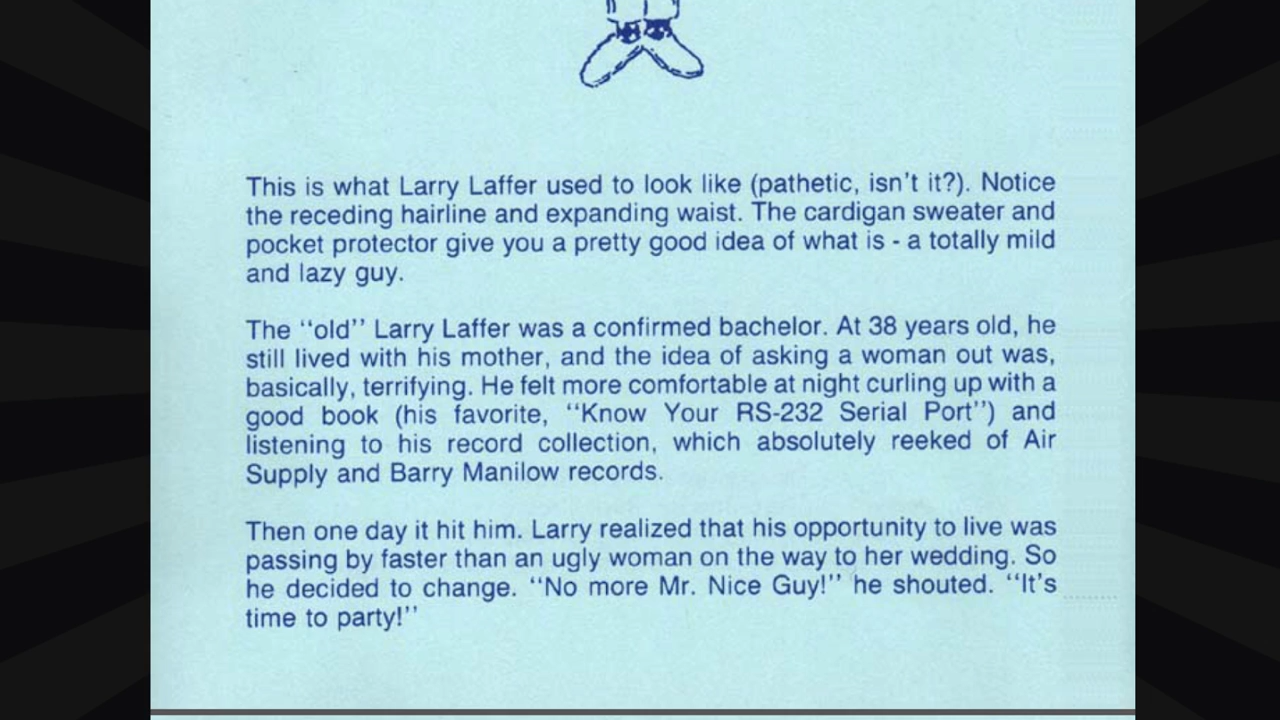 This is what Larry Laffer used to look like (pathetic, isn't it?). Notice
the receding hairline and expanding waist. The cardigan sweater and
pocket protector give you a pretty good idea of what is - a totally mild
and lazy guy.
The ‘‘old’’ Larry Laffer was a confirmed bachelor. At 38 years old, he
still lived with his mother, and the idea of asking a woman out was,
basically, terrifying. He felt more comfortable at night curling up with a
good book (his favorite, ‘‘Know Your RS-232 Serial Port’’) and
listening to his record collection, which absolutely reeked of Air
Supply and Barry Manilow records.
Then one day it hit him. Larry realized that his opportunity to live was
passing by faster than an ugly woman on the way to her wedding. So
he decided to change. ‘‘No more Mr. Nice Guy!’’ he shouted. ‘‘It's
time to party!’’